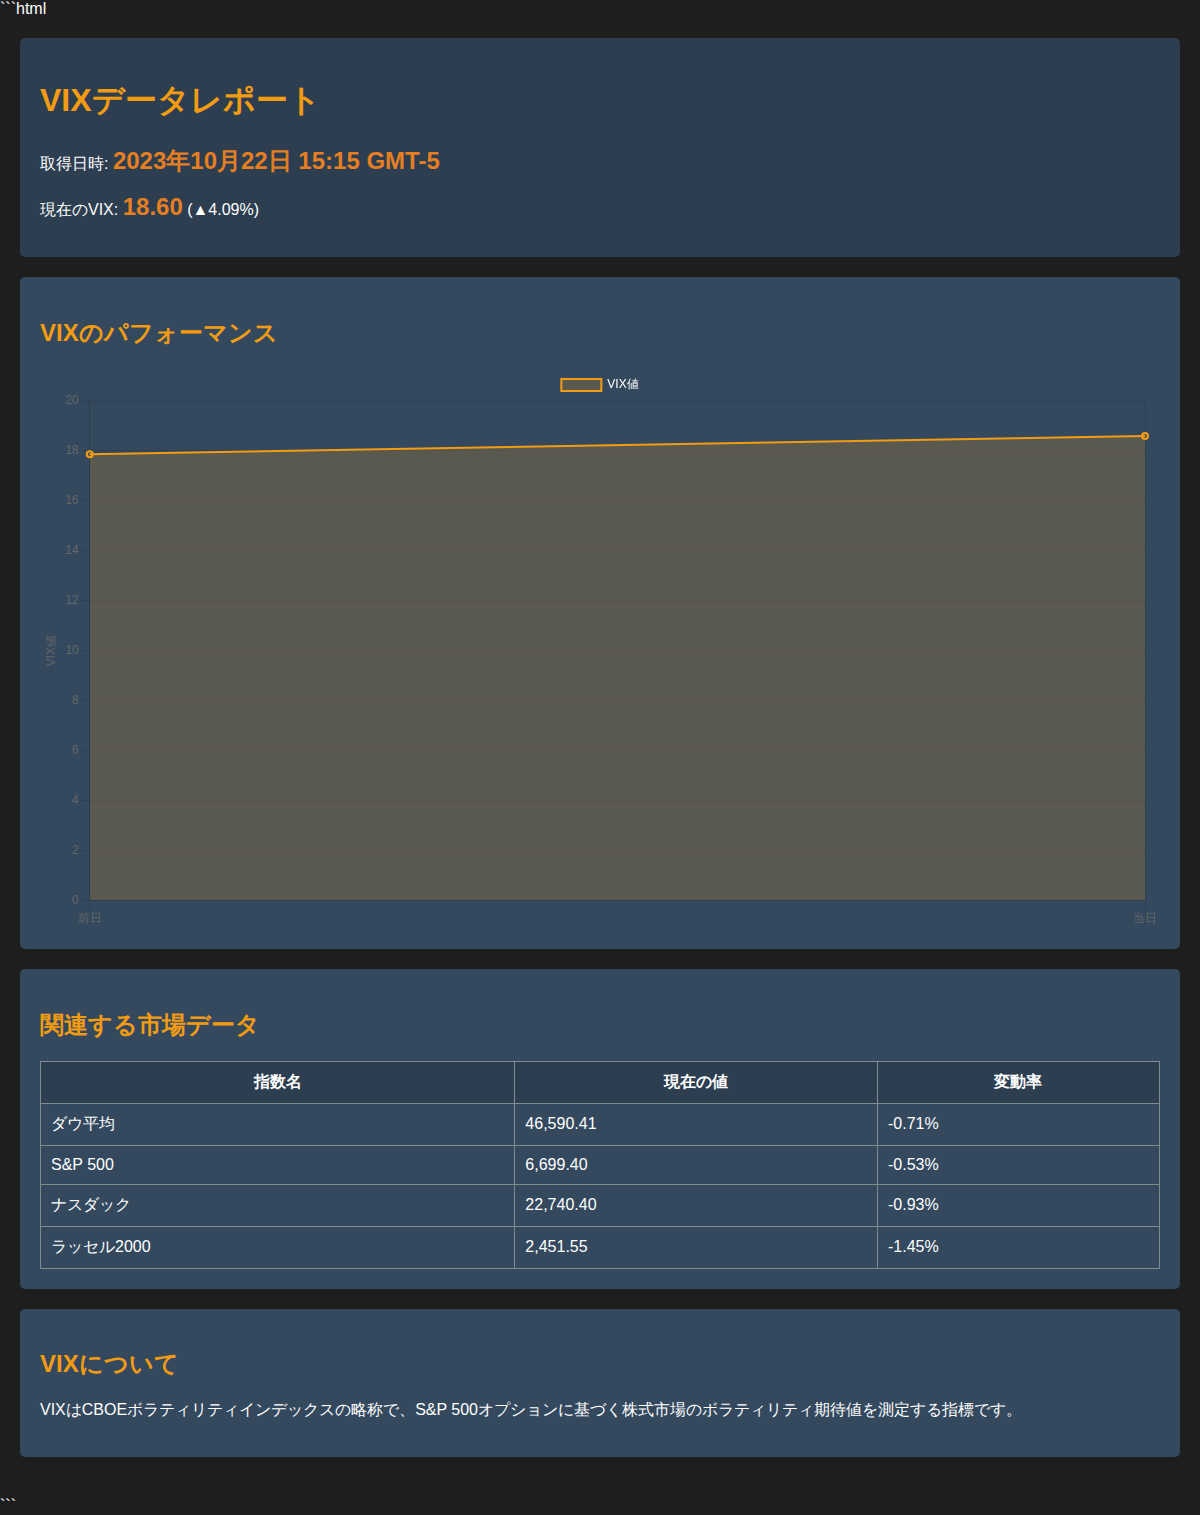 ```html
VIXデータレポート
取得日時: 2023年10月22日 15:15 GMT-5
現在のVIX: 18.60 (▲4.09%)
VIXのパフォーマンス
VIX値
20
18
16
14
12
10
8
6
4
2
0
VIX値
前日 当日
関連する市場データ
指数名 現在の値 変動率
ダウ平均 46,590.41 -0.71%
S&P 500 6,699.40 -0.53%
ナスダック 22,740.40 -0.93%
ラッセル2000 2,451.55 -1.45%
VIXについて
VIXはCBOEボラティリティインデックスの略称で、S&P 500オプションに基づく株式市場のボラティリティ期待値を測定する指標です。
```